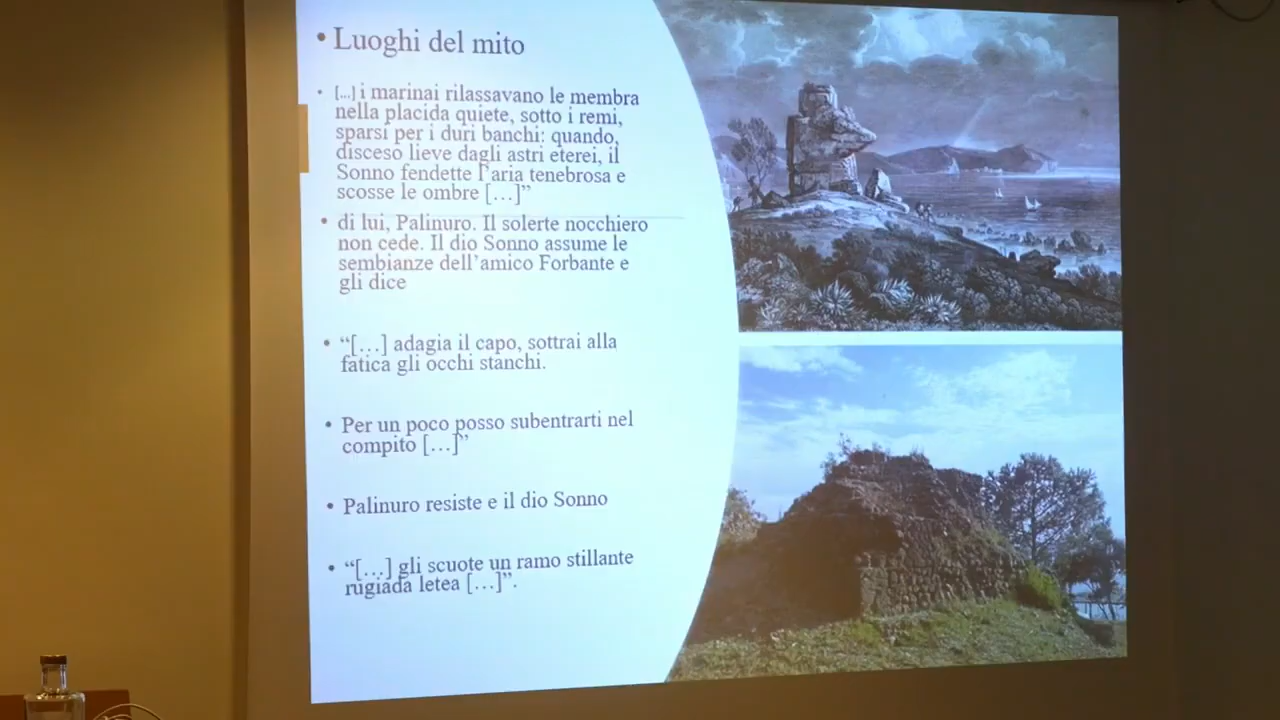 • Luoghi del mito
• [...] i marinai rilassavano le membra
nella placida quiete, sotto i remi,
sparsi per i duri banchi: quando,
disceso lieve dagli astri eterei, il
Sonno fendette l'aria tenebrosa e
scosse le ombre […]”
• di lui, Palinuro. Il solerte nocchiero
non cede. Il dio Sonno assume le
sembianze dell'amico Forbante e
gli dice
• “[…] adagia il capo, sottrai alla
fatica gli occhi stanchi.
• Per un poco posso subentrarti nel
compito […]”
• Palinuro resiste e il dio Sonno
• “[…] gli scuote un ramo stillante
rugiada letea […]”.